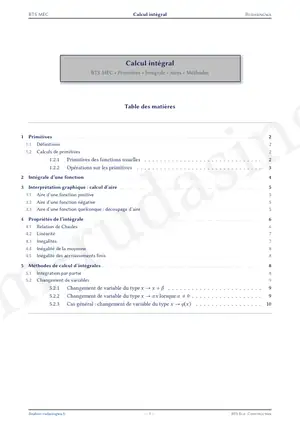 BTS MEC
Calcul intégral
Calcul intégral
BTS MEC • Primitives • Intégrale • Aires • Méthodes
Table des matières
1 Primitives 2
1.1 Définitions 2
1.2 Calculs de primitives 2
1.2.1 Primitives des fonctions usuelles 2
1.2.2 Opérations sur les primitives 3
2 Intégrale d'une fonction 4
3 Interprétation graphique : calcul d'aire 5
3.1 Aire d'une fonction positive 5
3.2 Aire d'une fonction négative 5
3.3 Aire d'une fonction quelconque : découpage d'aire 5
4 Propriétés de l'intégrale 6
4.1 Relation de Chasles 6
4.2 Linéarité 7
4.3 Inégalités 7
4.4 Inégalité de la moyenne 8
4.5 Inégalité des accroissements finis 8
5 Méthodes de calcul d'intégrales 8
5.1 Intégration par partie 8
5.2 Changement de variables 9
5.2.1 Changement de variable du type x → x + β 9
5.2.2 Changement de variable du type x → αx lorsque α ≠ 0 9
5.2.3 Cas général : changement de variable du type x → φ(x) 10
– 1 –